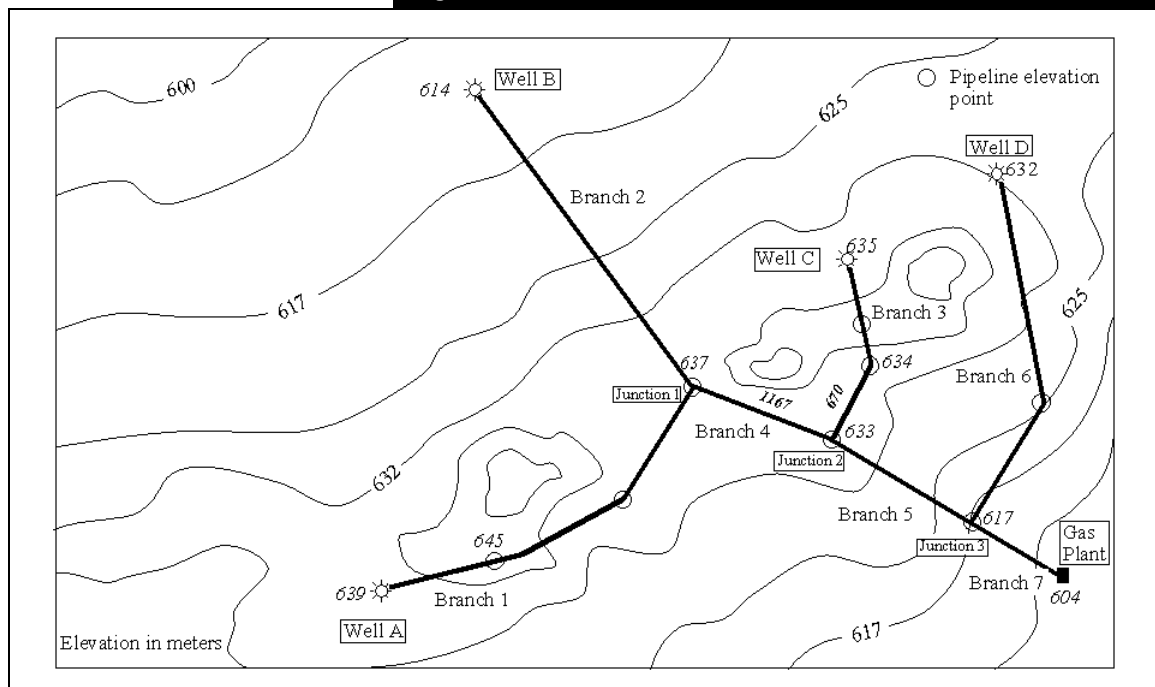 600
614
Well B
Pipeline elevation
point
625
Well D
632
Branch 2
635
Well C
617
Branch 3
625
637
634
Junction 1
1167
670
Branch 6
Branch 4
633
Junction 2
632
Branch 5
617
645
Junction 3
Gas
Plant
639
Branch 1
Branch 7
604
Well A
617
Elevation in meters